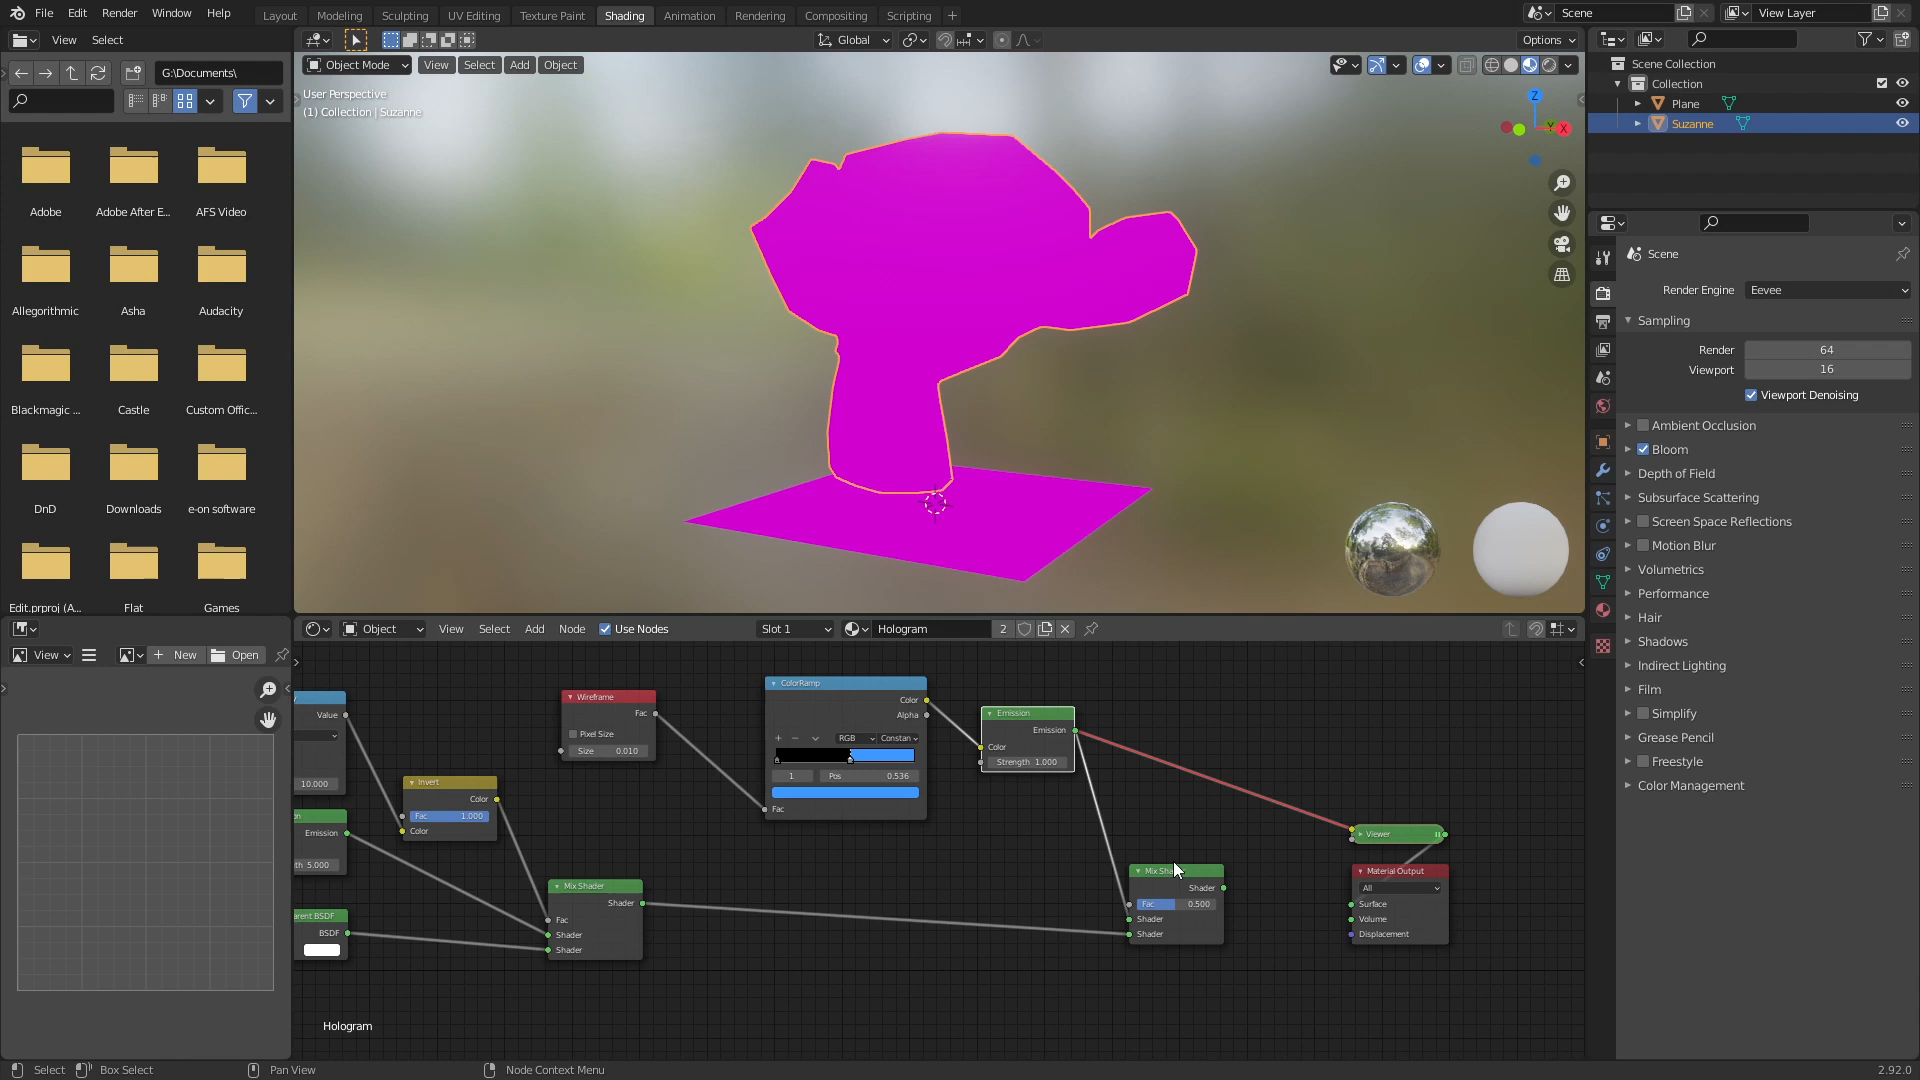 File Edit Render Window Help Layout Modeling Sculpting UV Editing Texture Paint Shading Animation Rendering Compositing Scripting Scene View Layer
View Select Global Options
G:\Documents\
Object Mode View Select Add Object
User Perspective
(1) Collection | Suzanne
Z
Y X
Adobe Adobe After E... AFS Video
Allegorithmic Asha Audacity
Blackmagic ... Castle Custom Offic...
DnD Downloads e-on software
Edit.prproj (A... Flat Games
Scene Collection
Collection
Plane
Suzanne
Scene
Render Engine Eevee
Sampling
Render 64
Viewport 16
Viewport Denoising
Ambient Occlusion
Bloom
Depth of Field
Subsurface Scattering
Screen Space Reflections
Motion Blur
Volumetrics
Performance
Hair
Shadows
Indirect Lighting
Film
Simplify
Grease Pencil
Freestyle
Color Management
View New Open
Object View Select Add Node Use Nodes Slot 1 Hologram 2
Value
10.000
Emission
5.000
BSDF
BSDF
Invert
Color
Fac 1.000
Color
Wireframe
Fac
Pixel Size
Size 0.010
Mix Shader
Shader
Fac
Shader
Shader
ColorRamp
Color
Alpha
RGB Constan
1 Pos 0.536
Fac
Emission
Emission
Color
Strength 1.000
Mix Sha
Shader
Fac 0.500
Shader
Shader
Viewer
Material Output
All
Surface
Volume
Displacement
Hologram
Select Box Select Pan View Node Context Menu 2.92.0